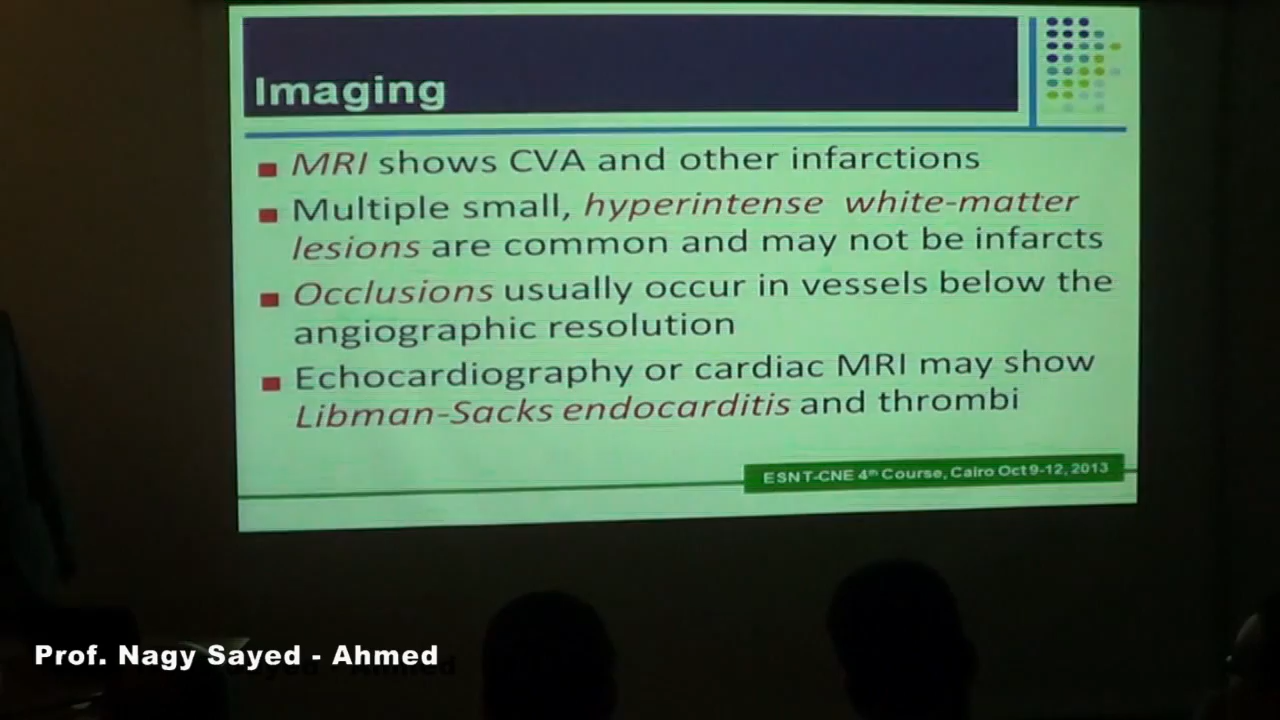 Imaging
MRI shows CVA and other infarctions
Multiple small, hyperintense white-matter
lesions are common and may not be infarcts
Occlusions usually occur in vessels below the
angiographic resolution
Echocardiography or cardiac MRI may show
Libman-Sacks endocarditis and thrombi
ESNT-CNE 4th Course, Cairo Oct 9-12, 2013
Prof. Nagy Sayed - Ahmed